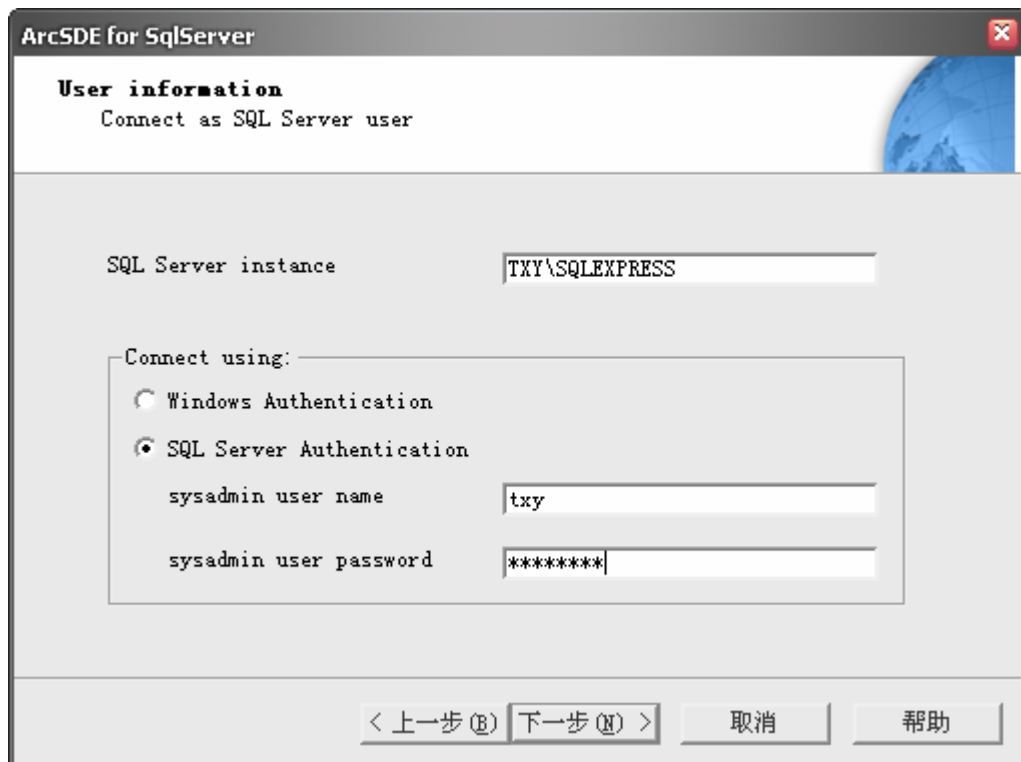 ArcSDE for SqlServer
User information
Connect as SQL Server user
SQL Server instance
TXY\SQLEXPRESS
Connect using:
Windows Authentication
SQL Server Authentication
sysadmin user name
txy
sysadmin user password
********
< 上一步(B) 下一步(N) > 取消 帮助